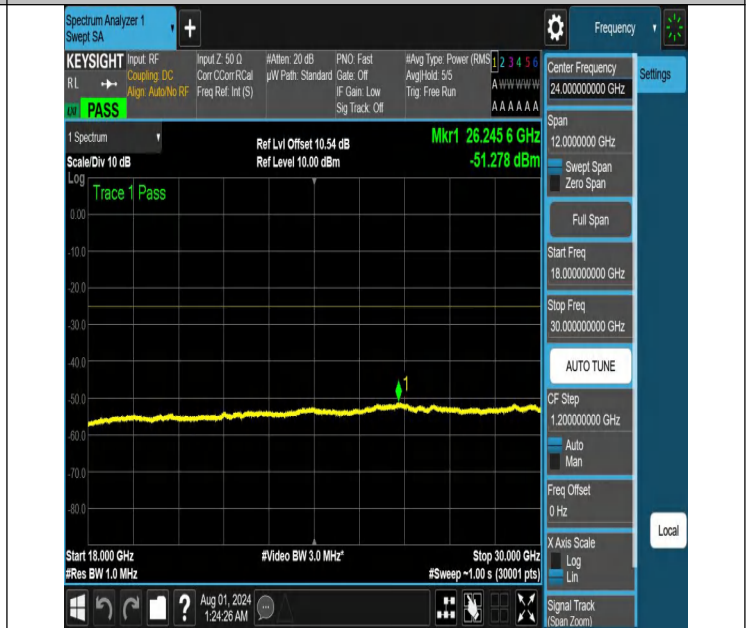 Spectrum Analyzer 1
Swept SA
+
Frequency
KEYSIGHT
RL
PASS
Input: RF
Coupling: DC
Align: Auto/No RF
Input Z: 50 Ω
Corr CCorr RCal
Freq Ref: Int (S)
#Atten: 20 dB
µW Path: Standard
PNO: Fast
Gate: Off
IF Gain: Low
Sig Track: Off
#Avg Type: Power (RMS
Avg|Hold: 5/5
Trig: Free Run
1 2 3 4 5 6
A W W W W W
A A A A A A
1 Spectrum
Scale/Div 10 dB
Ref Lvl Offset 10.54 dB
Ref Level 10.00 dBm
Mkr1 26.245 6 GHz
-51.278 dBm
Log
Trace 1 Pass
0.00
-10.0
-20.0
-30.0
-40.0
-50.0
-60.0
-70.0
-80.0
1
Start 18.000 GHz
#Res BW 1.0 MHz
#Video BW 3.0 MHz*
Stop 30.000 GHz
#Sweep ~1.00 s (30001 pts)
Center Frequency
24.000000000 GHz
Settings
Span
12.0000000 GHz
Swept Span
Zero Span
Full Span
Start Freq
18.000000000 GHz
Stop Freq
30.000000000 GHz
AUTO TUNE
CF Step
1.200000000 GHz
Auto
Man
Freq Offset
0 Hz
X Axis Scale
Log
Lin
Local
Signal Track
(Span Zoom)
?
Aug 01, 2024
1:24:26 AM